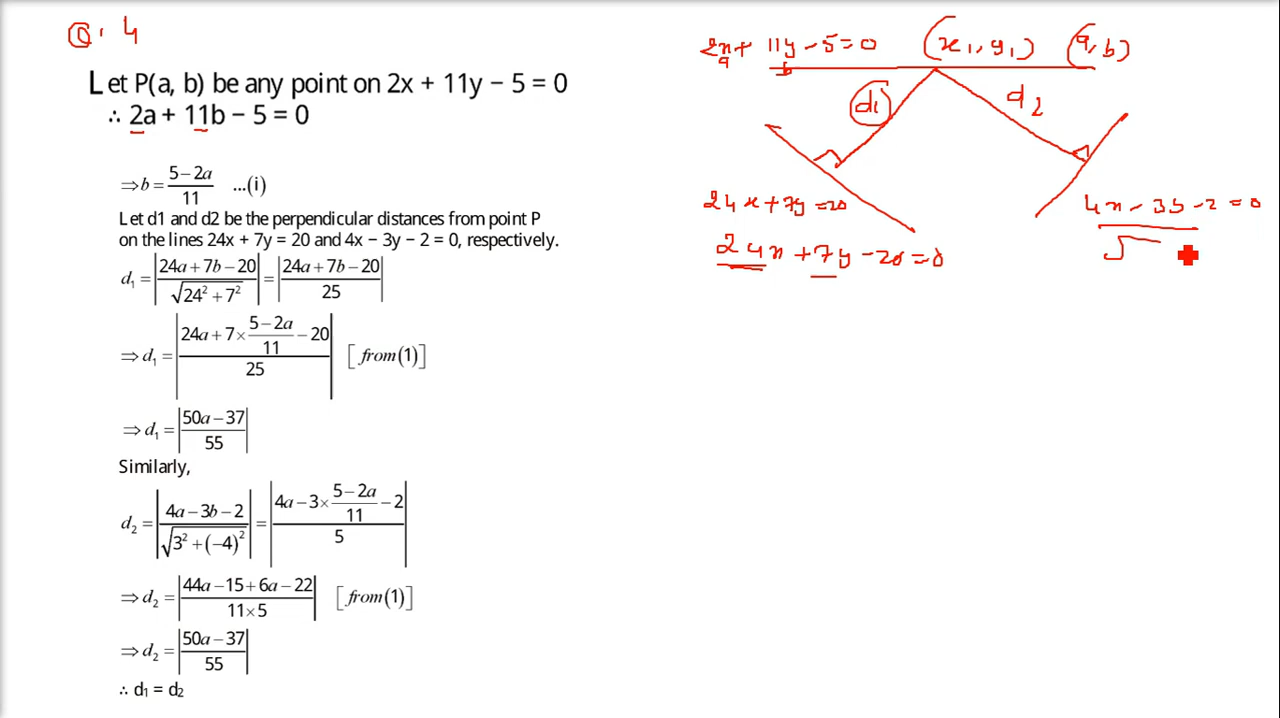 Q. 4
Let P(a, b) be any point on 2x + 11y − 5 = 0
∴ 2a + 11b − 5 = 0
⇒ b = (5 − 2a)/11 ...(i)
Let d1 and d2 be the perpendicular distances from point P
on the lines 24x + 7y = 20 and 4x − 3y − 2 = 0, respectively.
d₁ = |(24a + 7b − 20)/√(24² + 7²)| = |(24a + 7b − 20)/25|
⇒ d₁ = |(24a + 7 × (5 − 2a)/11 − 20)/25| [from(1)]
⇒ d₁ = |(50a − 37)/55|
Similarly,
d₂ = |(4a − 3b − 2)/√(3² + (−4)²)| = |(4a − 3 × (5 − 2a)/11 − 2)/5|
⇒ d₂ = |(44a − 15 + 6a − 22)/(11 × 5)| [from(1)]
⇒ d₂ = |(50a − 37)/55|
∴ d₁ = d₂
2x + 11y − 5 = 0 (x₁, y₁) (a, b)
a b
d₁ d₂
24x + 7y = 20
24x + 7y − 20 = 0
4x − 3y − 2 = 0
√